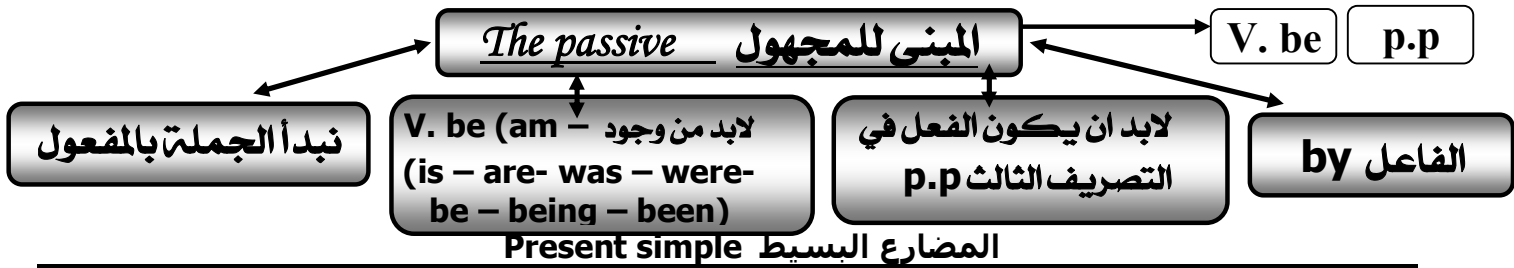 The passive المبنى للمجهول
V. be
p.p
نبدأ الجملة بالمفعول
لابد من وجود V. be (am –
(is – are- was – were-
be – being – been)
لابد ان يكون الفعل في
التصريف الثالث p.p
الفاعل by
المضارع البسيط Present simple